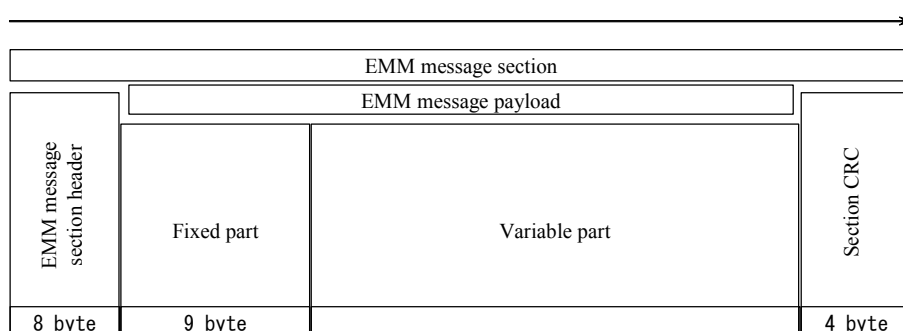 EMM message section
EMM message payload
EMM message
section header
Fixed part
Variable part
Section CRC
8 byte
9 byte
4 byte